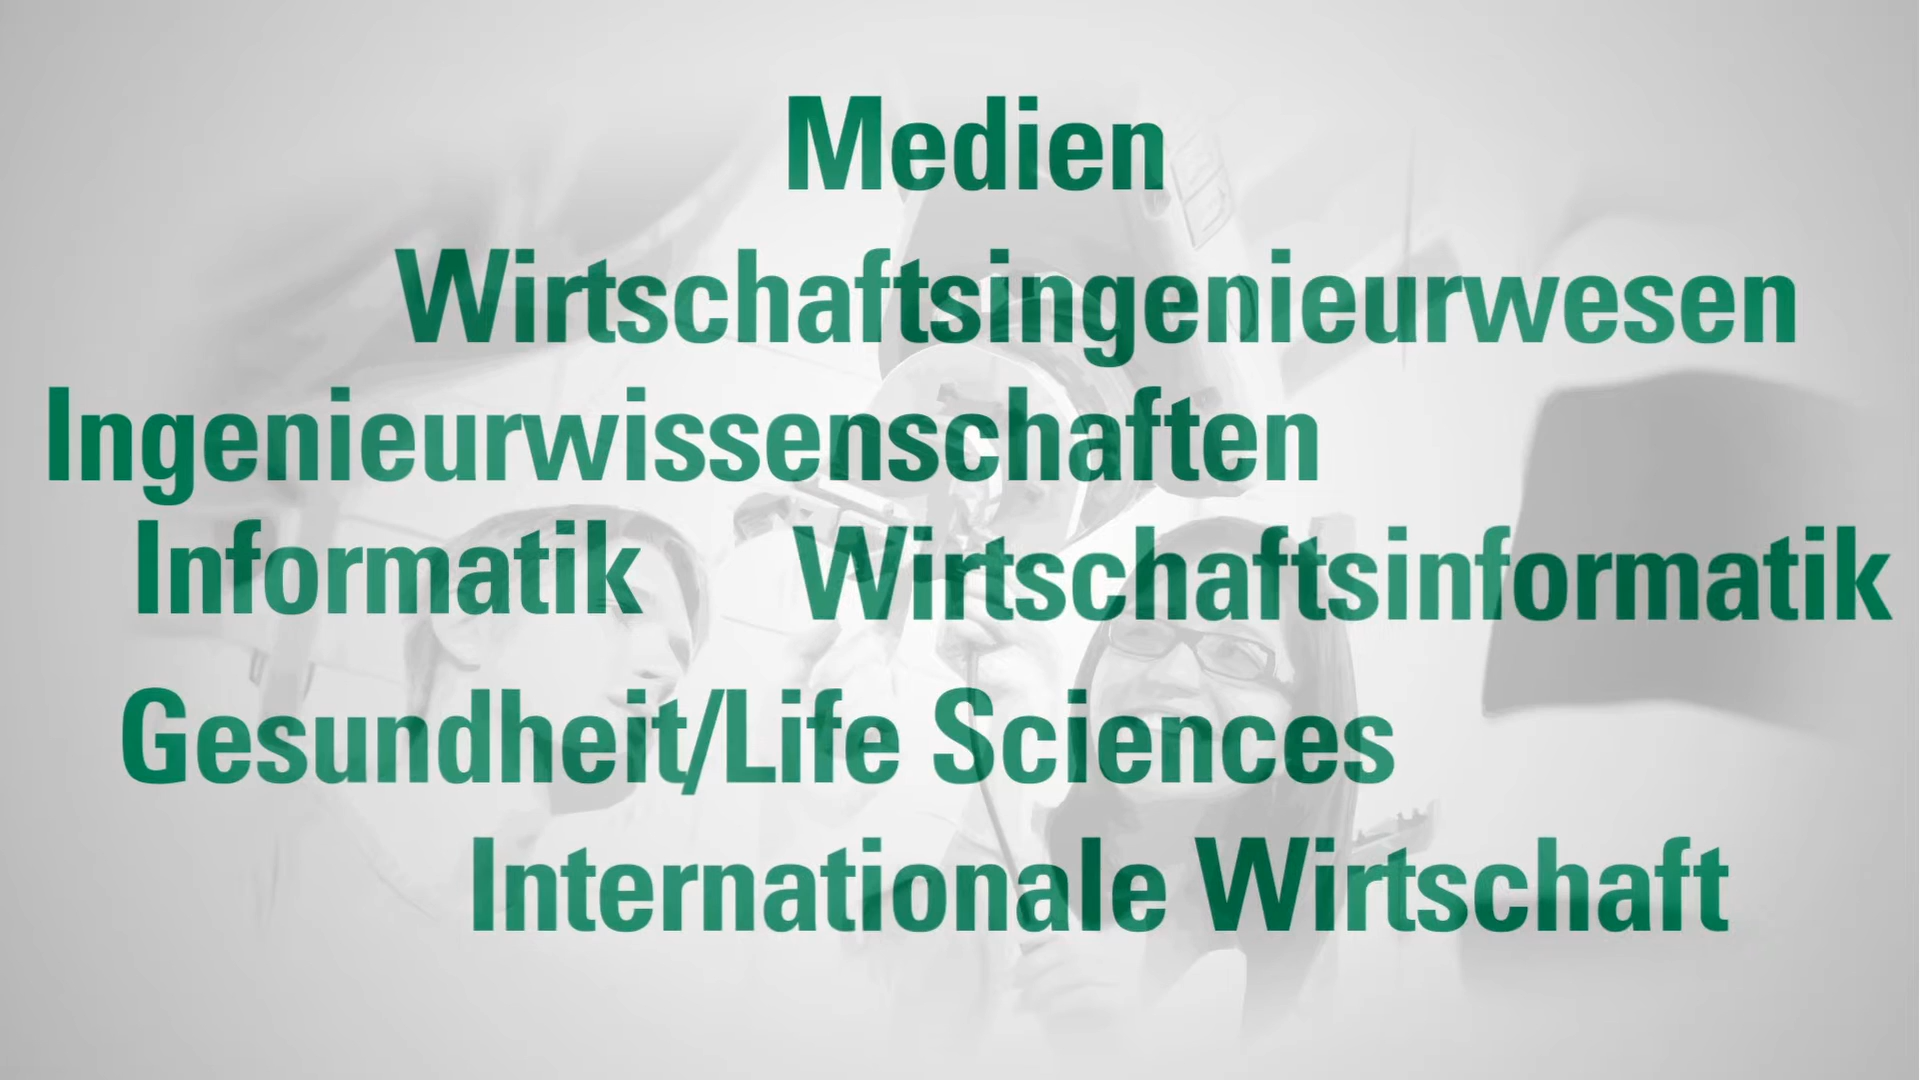 Medien
Wirtschaftsingenieurwesen
Ingenieurwissenschaften
Informatik Wirtschaftsinformatik
Gesundheit/Life Sciences
Internationale Wirtschaft